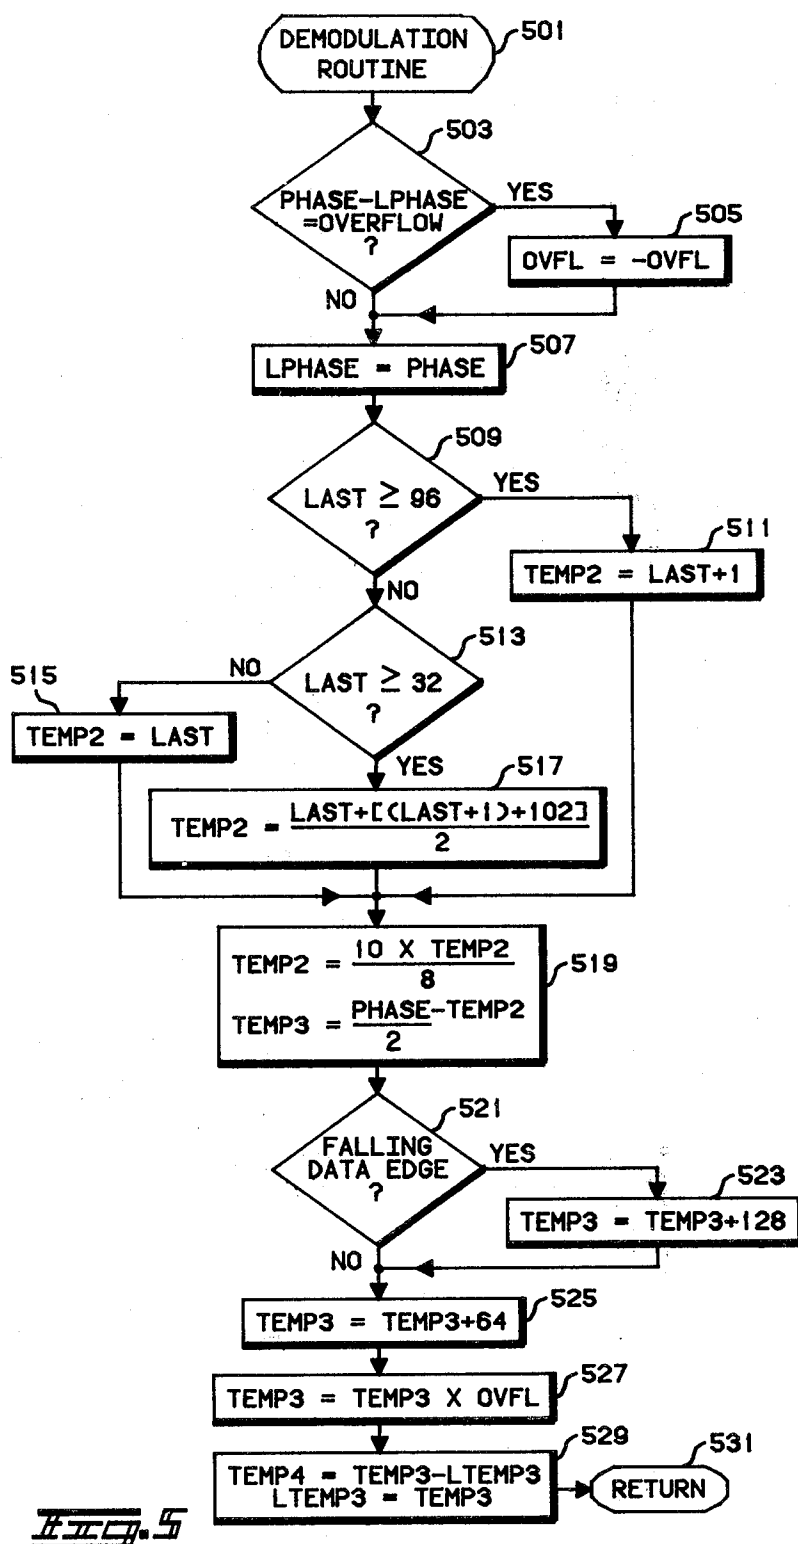 DEMODULATION
ROUTINE
501
503
PHASE-LPHASE
=OVERFLOW
?
YES
505
OVFL = -OVFL
NO
507
LPHASE = PHASE
509
LAST ≥ 96
?
YES
511
TEMP2 = LAST+1
NO
513
LAST ≥ 32
?
NO
515
TEMP2 = LAST
YES
517
TEMP2 = LAST+[(LAST+1)+102]
2
519
TEMP2 = 10 X TEMP2
8
TEMP3 = PHASE-TEMP2
2
521
FALLING
DATA EDGE
?
YES
523
TEMP3 = TEMP3+128
NO
525
TEMP3 = TEMP3+64
527
TEMP3 = TEMP3 X OVFL
529
TEMP4 = TEMP3-LTEMP3
LTEMP3 = TEMP3
531
RETURN
Fig.5